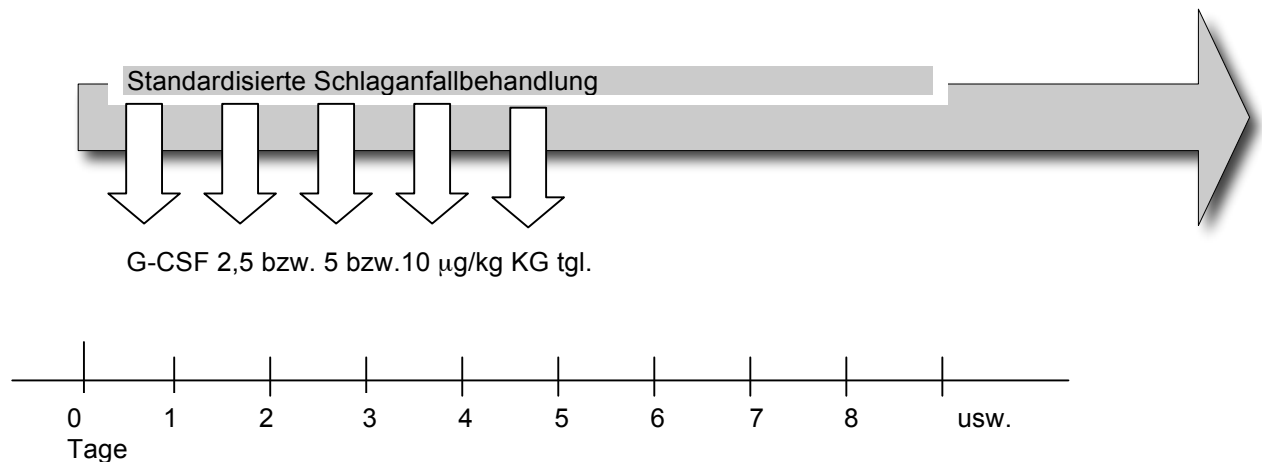 Standardisierte Schlaganfallbehandlung
G-CSF 2,5 bzw. 5 bzw.10 μg/kg KG tgl.
0 1 2 3 4 5 6 7 8 usw.
Tage